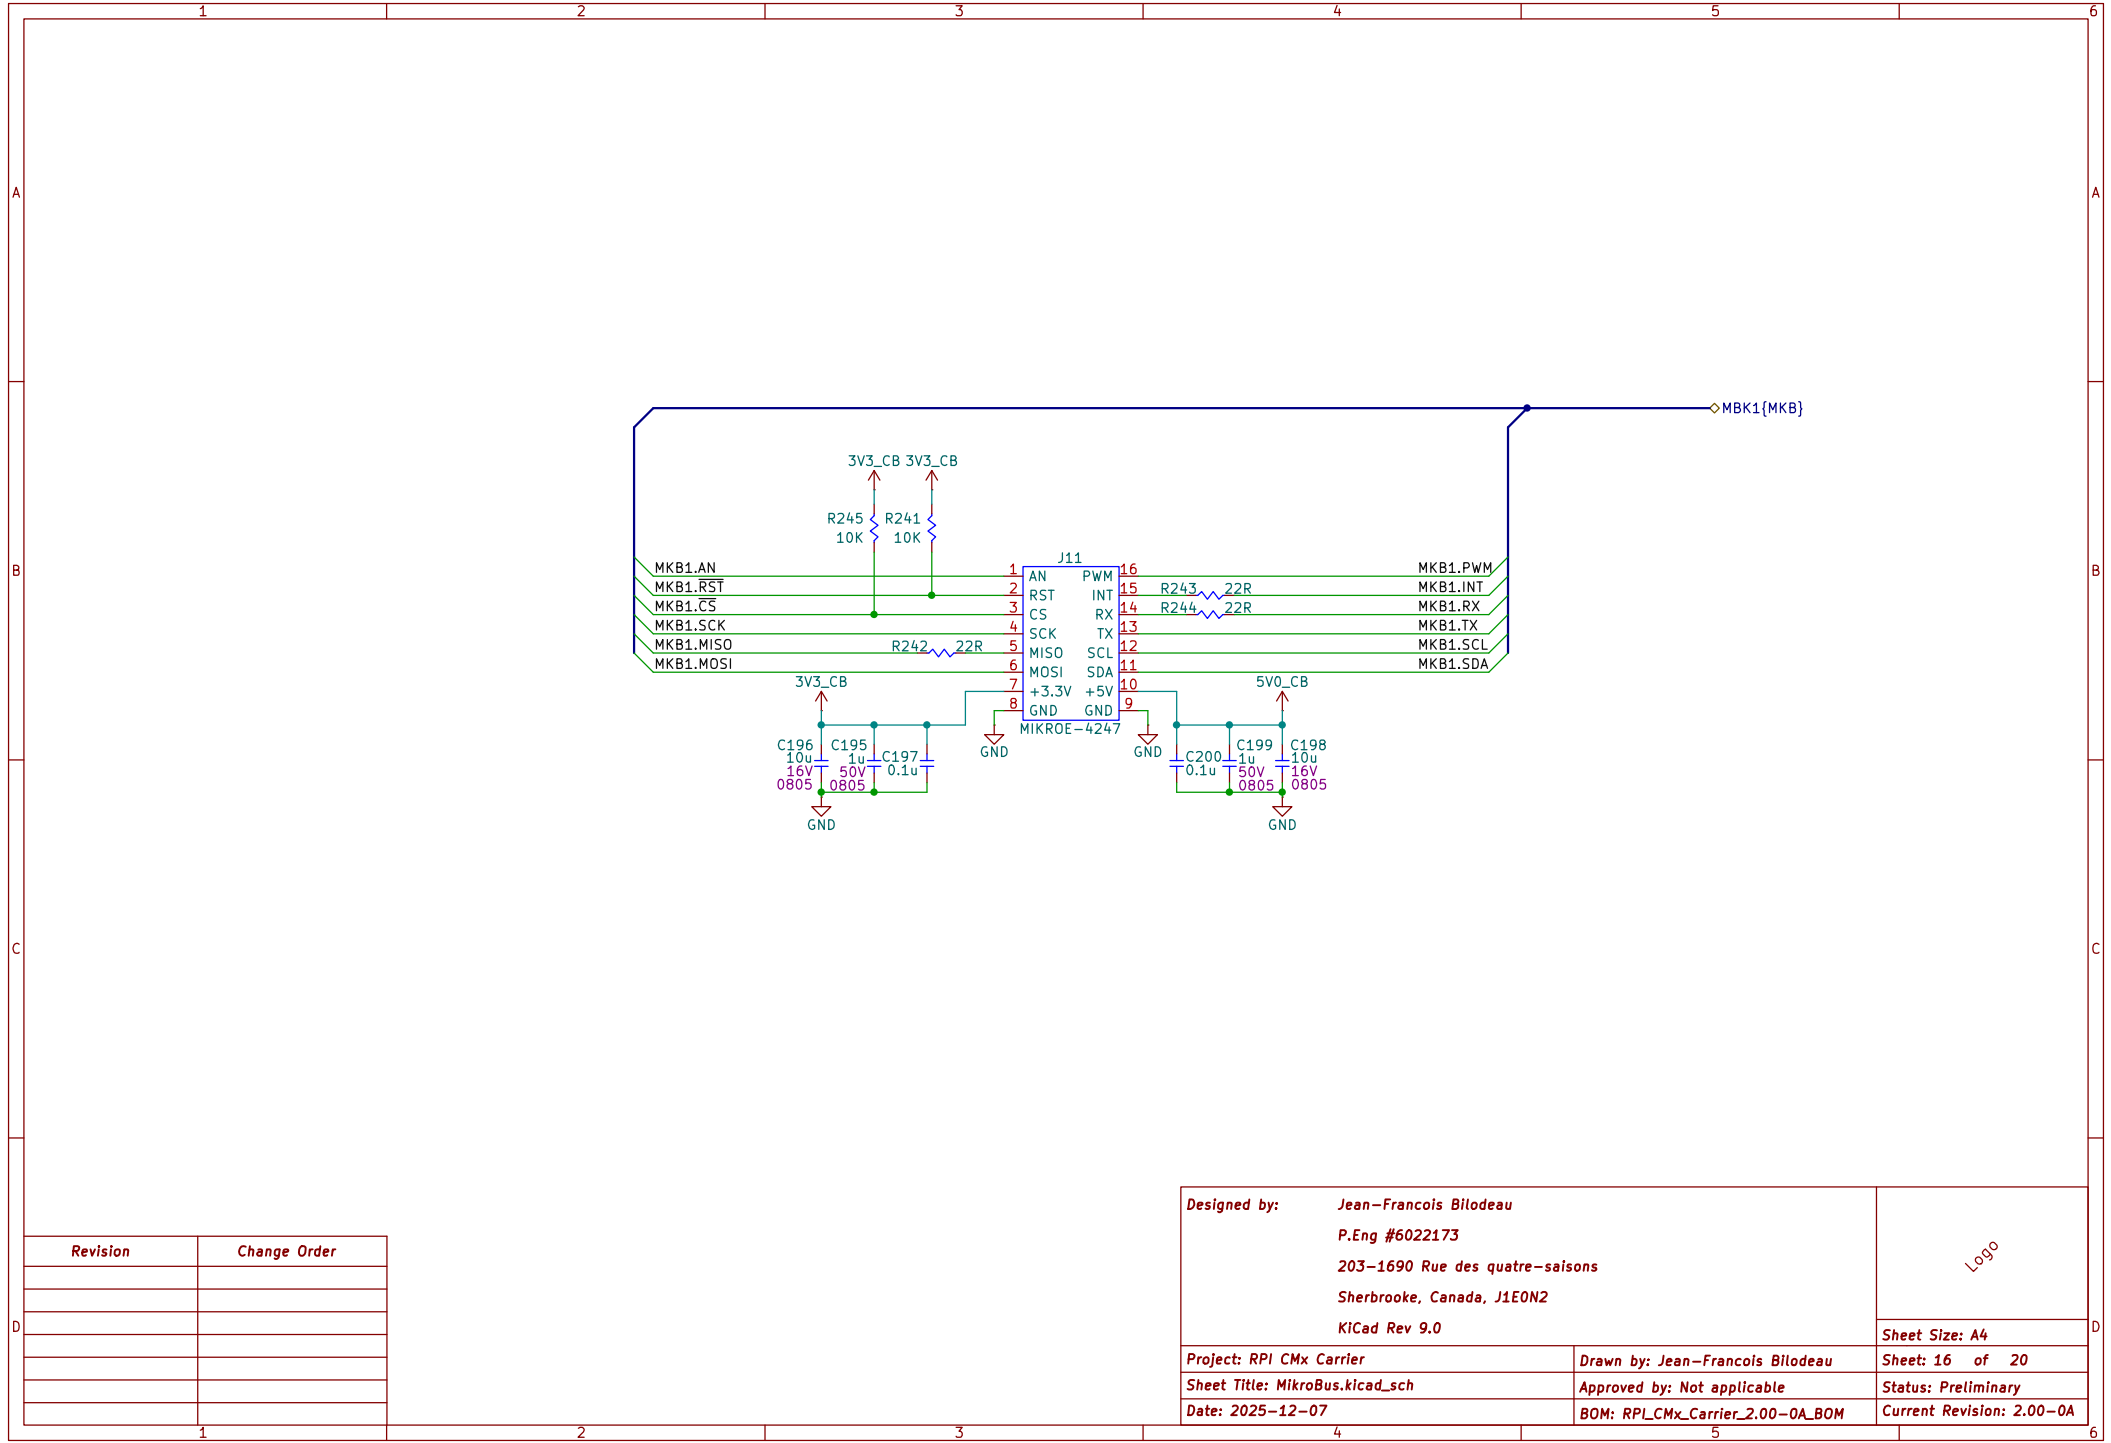 1 2 3 4 5 6
A A
B B
C C
D D
MBK1{MKB}
3V3_CB 3V3_CB
R245 R241
10K 10K
J11
MKB1.AN 1 AN PWM 16 MKB1.PWM
MKB1.RST 2 RST INT 15 R243 22R MKB1.INT
MKB1.CS 3 CS RX 14 R244 22R MKB1.RX
MKB1.SCK 4 SCK TX 13 MKB1.TX
MKB1.MISO R242 22R 5 MISO SCL 12 MKB1.SCL
MKB1.MOSI 6 MOSI SDA 11 MKB1.SDA
3V3_CB 7 +3.3V +5V 10 5V0_CB
8 GND GND 9
MIKROE-4247
GND GND
C196
10u
16V
0805
C195
1u
50V
0805
C197
0.1u
C200
0.1u
C199
1u
50V
0805
C198
10u
16V
0805
GND GND
Revision Change Order
Designed by: Jean-Francois Bilodeau
P.Eng #6022173
203-1690 Rue des quatre-saisons
Sherbrooke, Canada, J1E0N2
KiCad Rev 9.0
Logo
Sheet Size: A4
Project: RPI CMx Carrier
Drawn by: Jean-Francois Bilodeau
Sheet: 16 of 20
Sheet Title: MikroBus.kicad_sch
Approved by: Not applicable
Status: Preliminary
Date: 2025-12-07
BOM: RPI_CMx_Carrier_2.00-0A_BOM
Current Revision: 2.00-0A
1 2 3 4 5 6